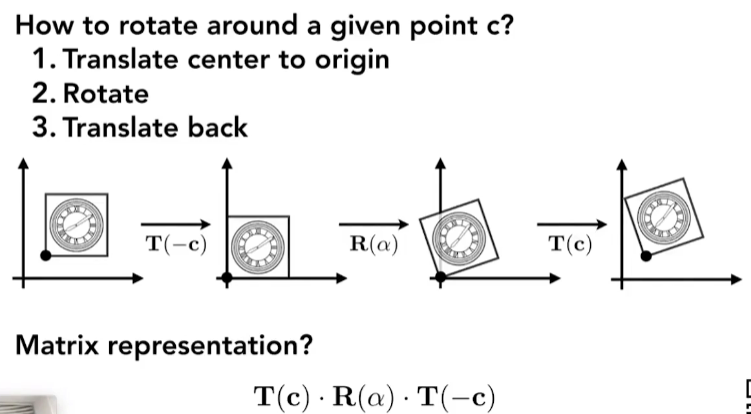 How to rotate around a given point c?
1. Translate center to origin
2. Rotate
3. Translate back
T(−c)
R(α)
T(c)
Matrix representation?
T(c) · R(α) · T(−c)